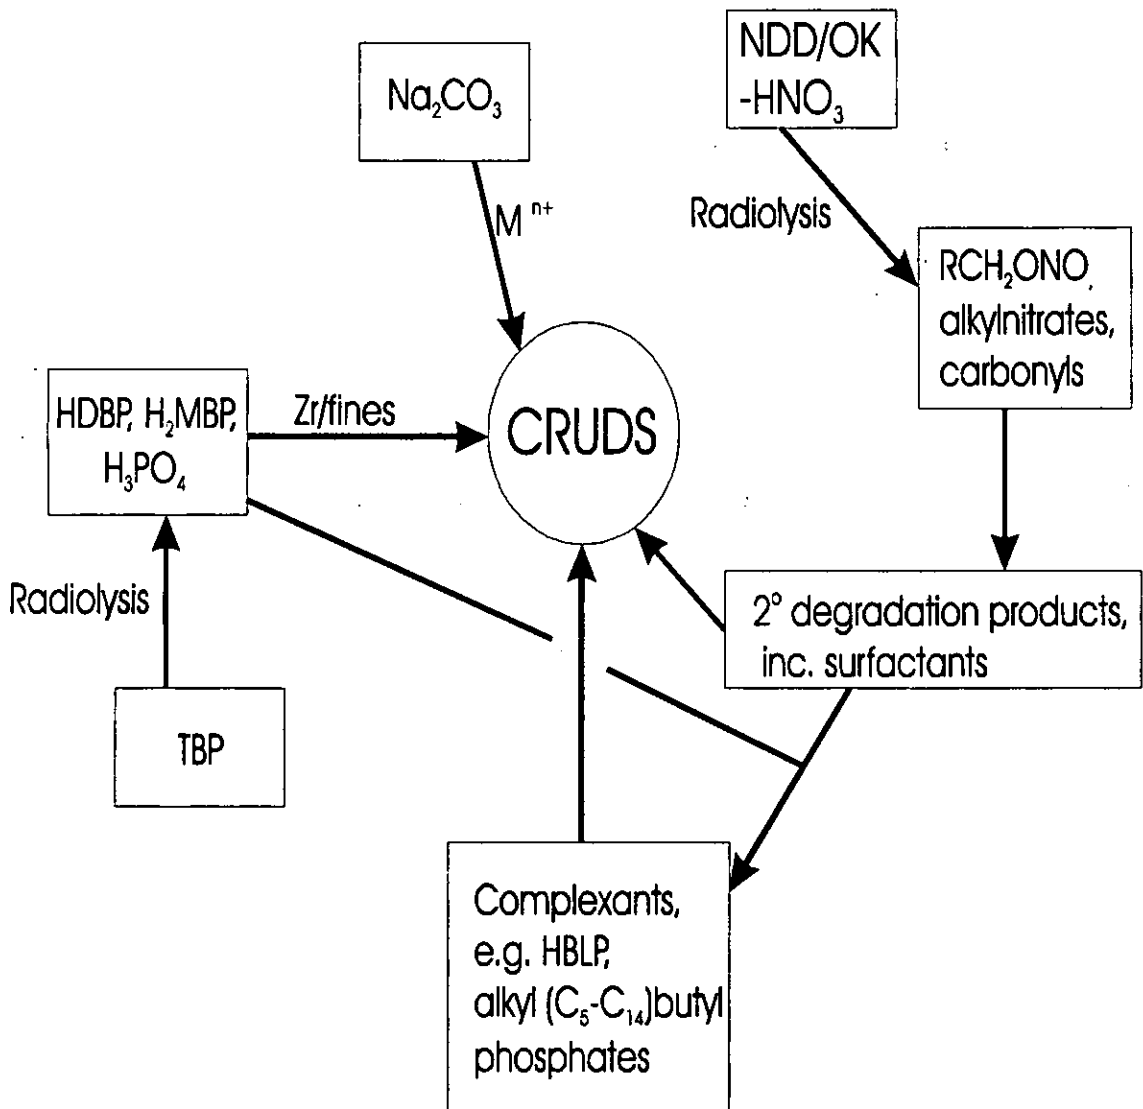 NDD/OK
-HNO₃
Na₂CO₃
Radiolysis
M ⁿ⁺
RCH₂ONO,
alkylnitrates,
carbonyls
HDBP, H₂MBP,
H₃PO₄
Zr/fines
CRUDS
Radiolysis
2° degradation products,
inc. surfactants
TBP
Complexants,
e.g. HBLP,
alkyl (C₅-C₁₄)butyl
phosphates